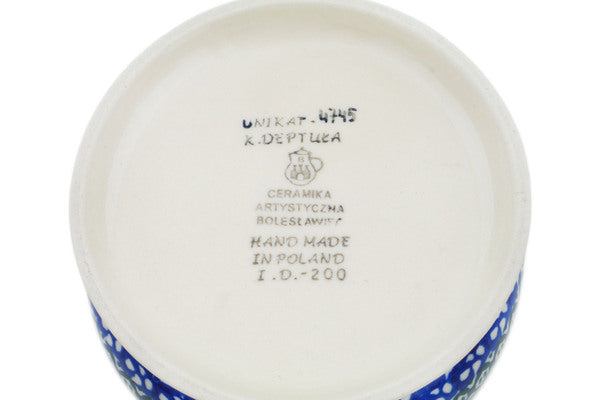 UNIKAT-4745
K.DEPTUŁA
B
CERAMIKA
ARTYSTYCZNA
BOLESŁAWIEC
HAND MADE
IN POLAND
I.D.-200